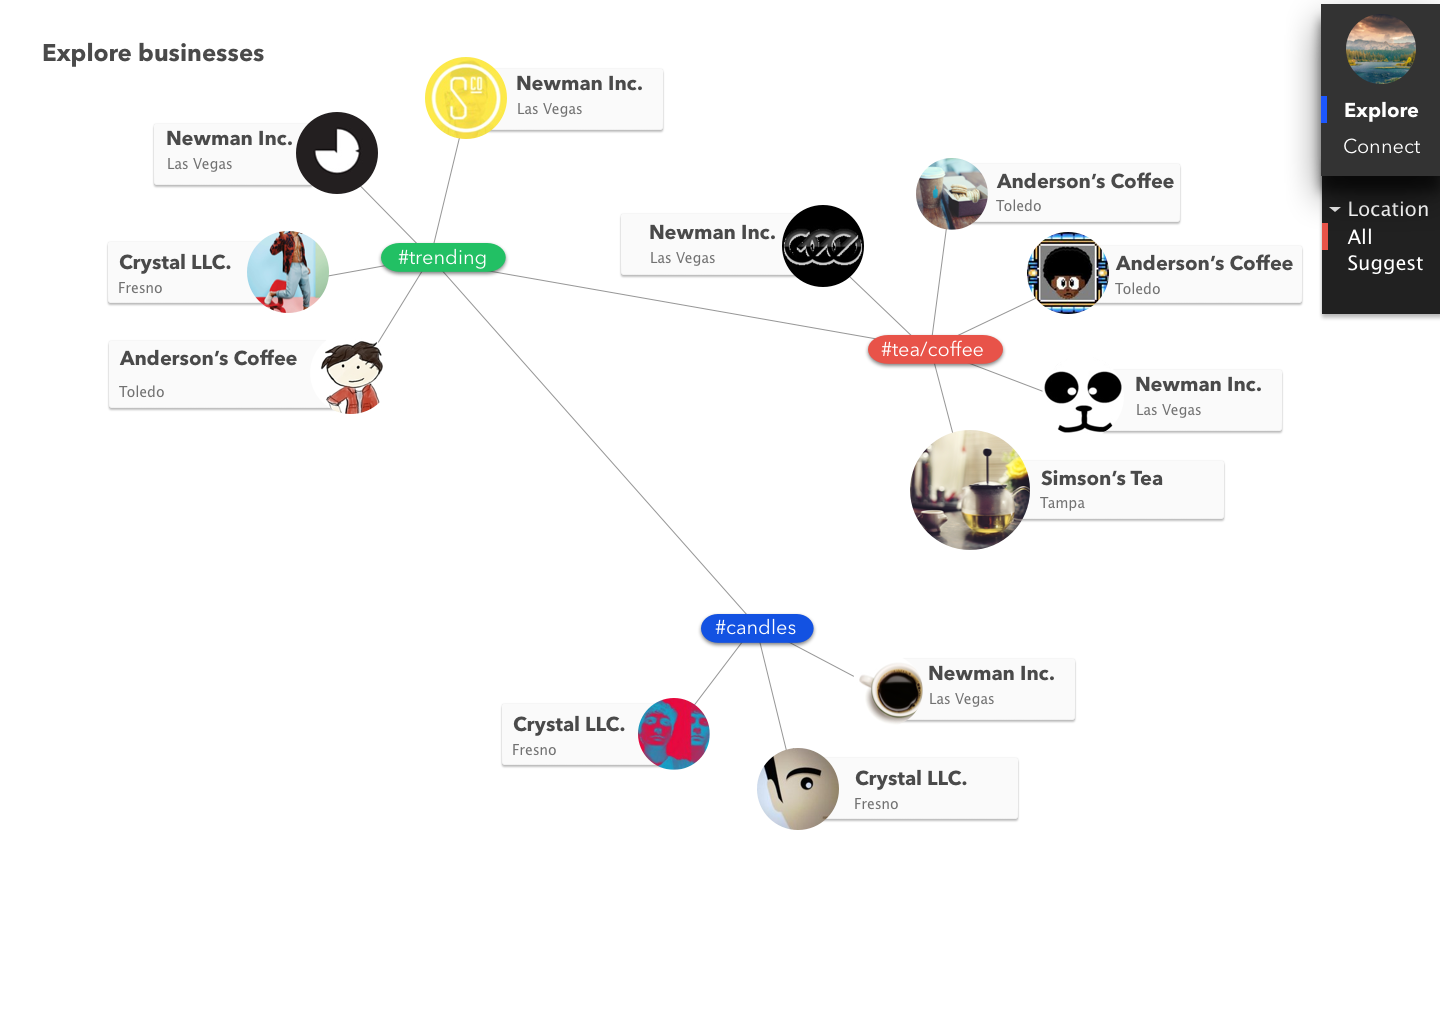 Explore businesses
Newman Inc.
Las Vegas
S CO
Newman Inc.
Las Vegas
Crystal LLC.
Fresno
#trending
Anderson’s Coffee
Toledo
Newman Inc.
Las Vegas
Anderson’s Coffee
Toledo
Anderson’s Coffee
Toledo
#tea/coffee
Newman Inc.
Las Vegas
Simson’s Tea
Tampa
#candles
Newman Inc.
Las Vegas
Crystal LLC.
Fresno
Crystal LLC.
Fresno
Explore
Connect
Location
All
Suggest